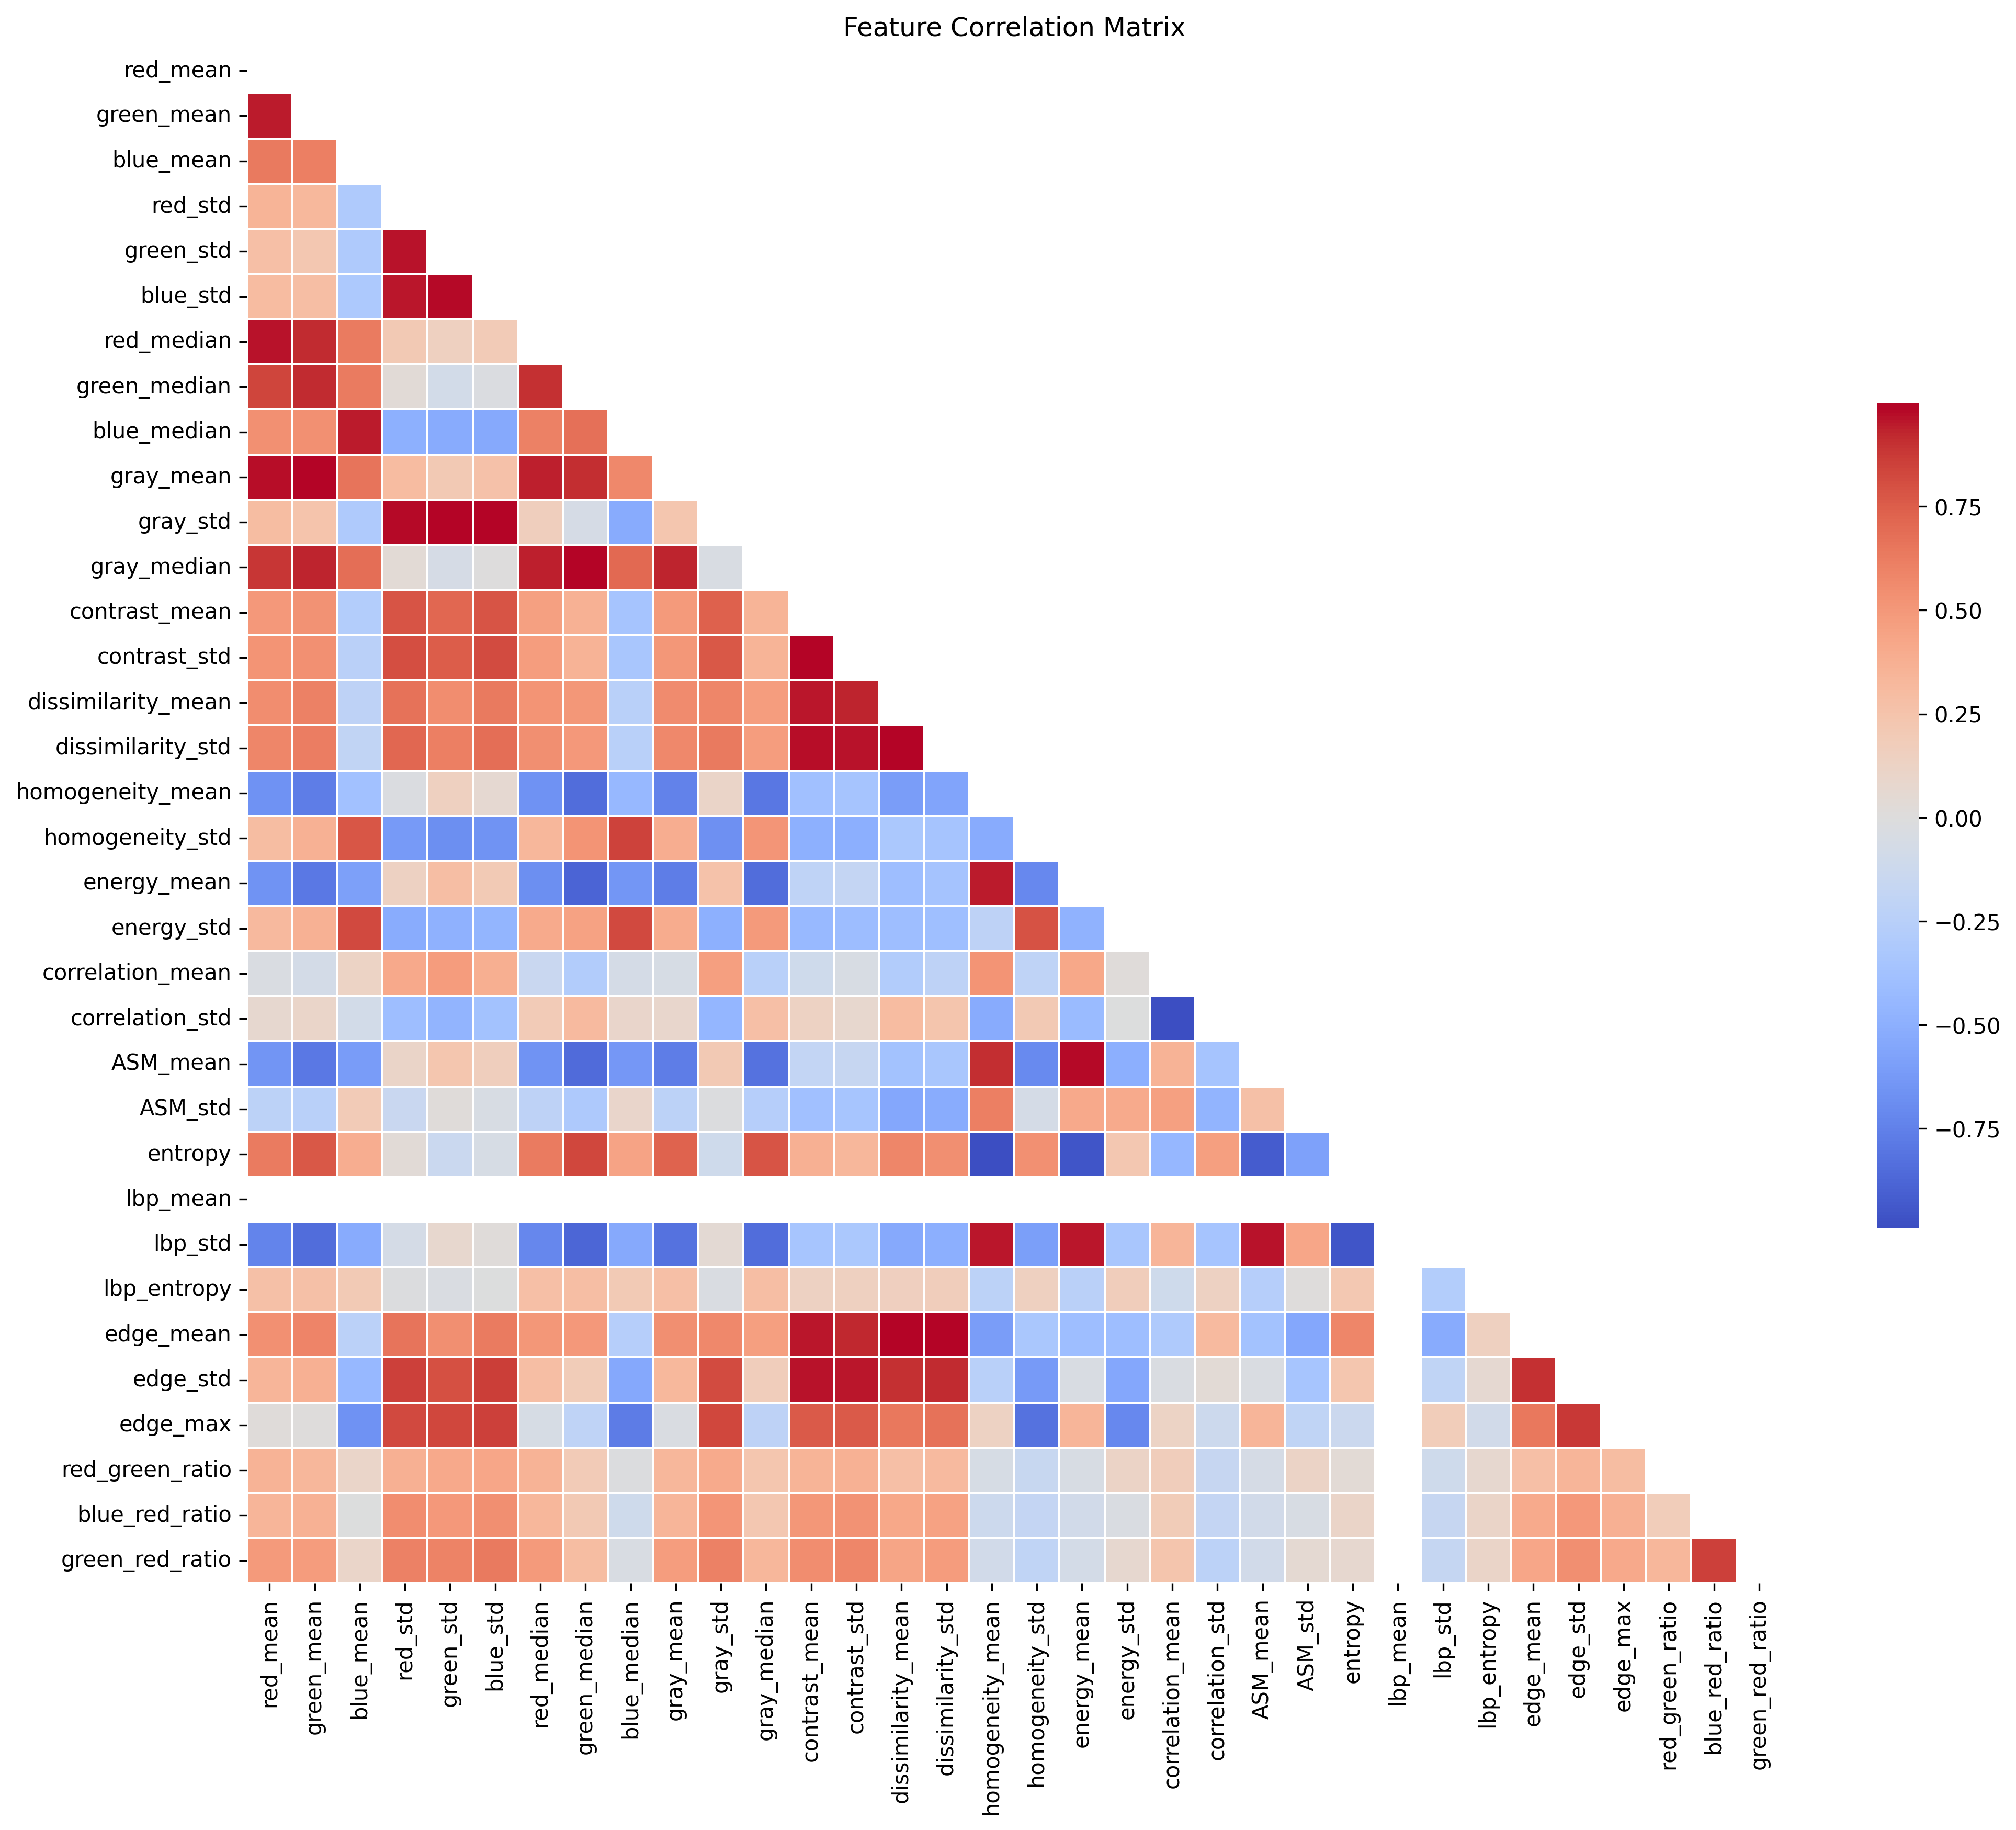 Feature Correlation Matrix
red_mean
green_mean
blue_mean
red_std
green_std
blue_std
red_median
green_median
blue_median
gray_mean
gray_std
gray_median
contrast_mean
contrast_std
dissimilarity_mean
dissimilarity_std
homogeneity_mean
homogeneity_std
energy_mean
energy_std
correlation_mean
correlation_std
ASM_mean
ASM_std
entropy
lbp_mean
lbp_std
lbp_entropy
edge_mean
edge_std
edge_max
red_green_ratio
blue_red_ratio
green_red_ratio
red_mean
green_mean
blue_mean
red_std
green_std
blue_std
red_median
green_median
blue_median
gray_mean
gray_std
gray_median
contrast_mean
contrast_std
dissimilarity_mean
dissimilarity_std
homogeneity_mean
homogeneity_std
energy_mean
energy_std
correlation_mean
correlation_std
ASM_mean
ASM_std
entropy
lbp_mean
lbp_std
lbp_entropy
edge_mean
edge_std
edge_max
red_green_ratio
blue_red_ratio
green_red_ratio
0.75
0.50
0.25
0.00
−0.25
−0.50
−0.75